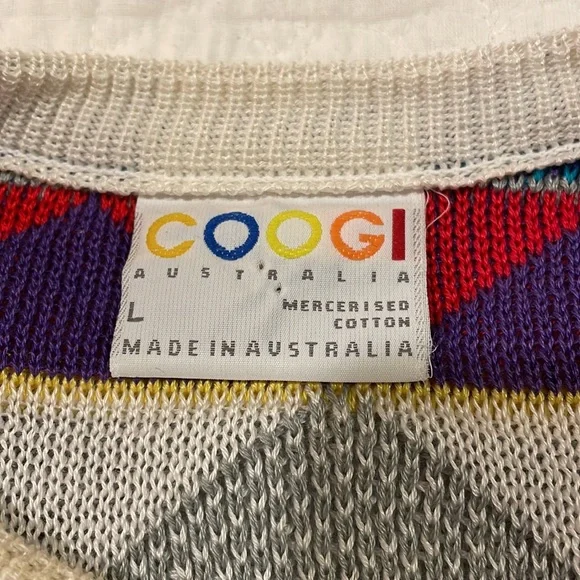 COOGI
AUSTRALIA
L
MERCERISED
COTTON
MADE IN AUSTRALIA